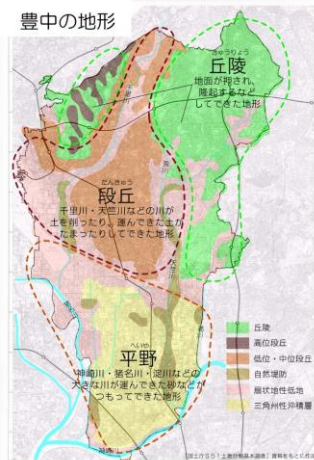 豊中の地形
きゅうりょう
丘陵
地面が押され、
隆起するなど
してできた地形
だんきゅう
段丘
千里川・天竺川などの川が
土を削ったり、運んできた土が
たまったりしてできた地形
へいや
平野
神崎川・猪名川・淀川などの
大きな川が運んできた砂などが
つもってできた地形
丘陵
高位段丘
低位・中位段丘
自然堤防
扇状地性低地
三角州性沖積層